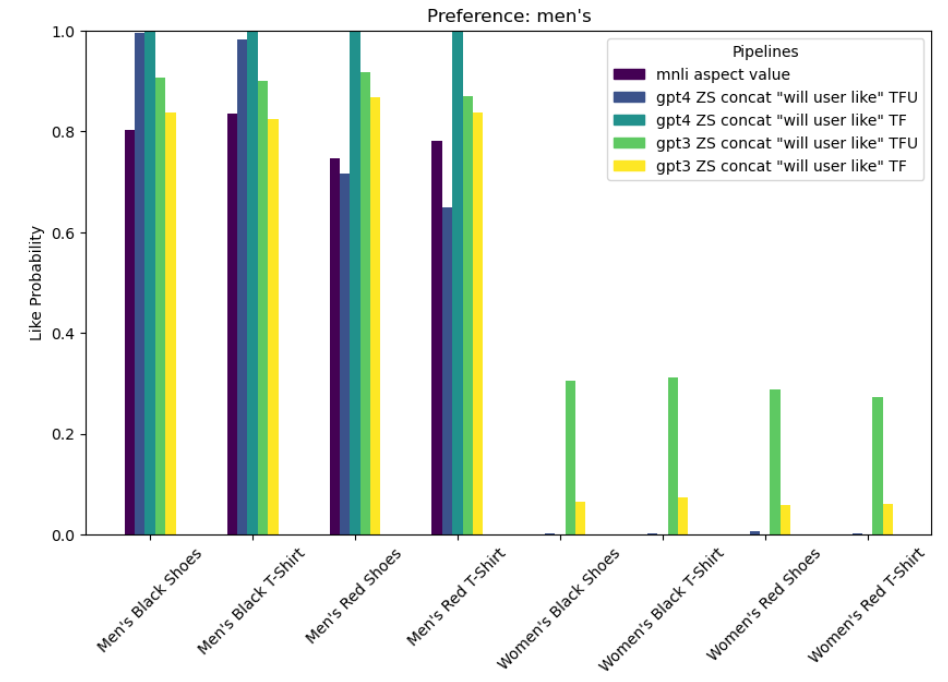 Preference: men's
Pipelines
mnli aspect value
gpt4 ZS concat "will user like" TFU
gpt4 ZS concat "will user like" TF
gpt3 ZS concat "will user like" TFU
gpt3 ZS concat "will user like" TF
Like Probability
1.0
0.8
0.6
0.4
0.2
0.0
Men's Black Shoes
Men's Black T-Shirt
Men's Red Shoes
Men's Red T-Shirt
Women's Black Shoes
Women's Black T-Shirt
Women's Red Shoes
Women's Red T-Shirt